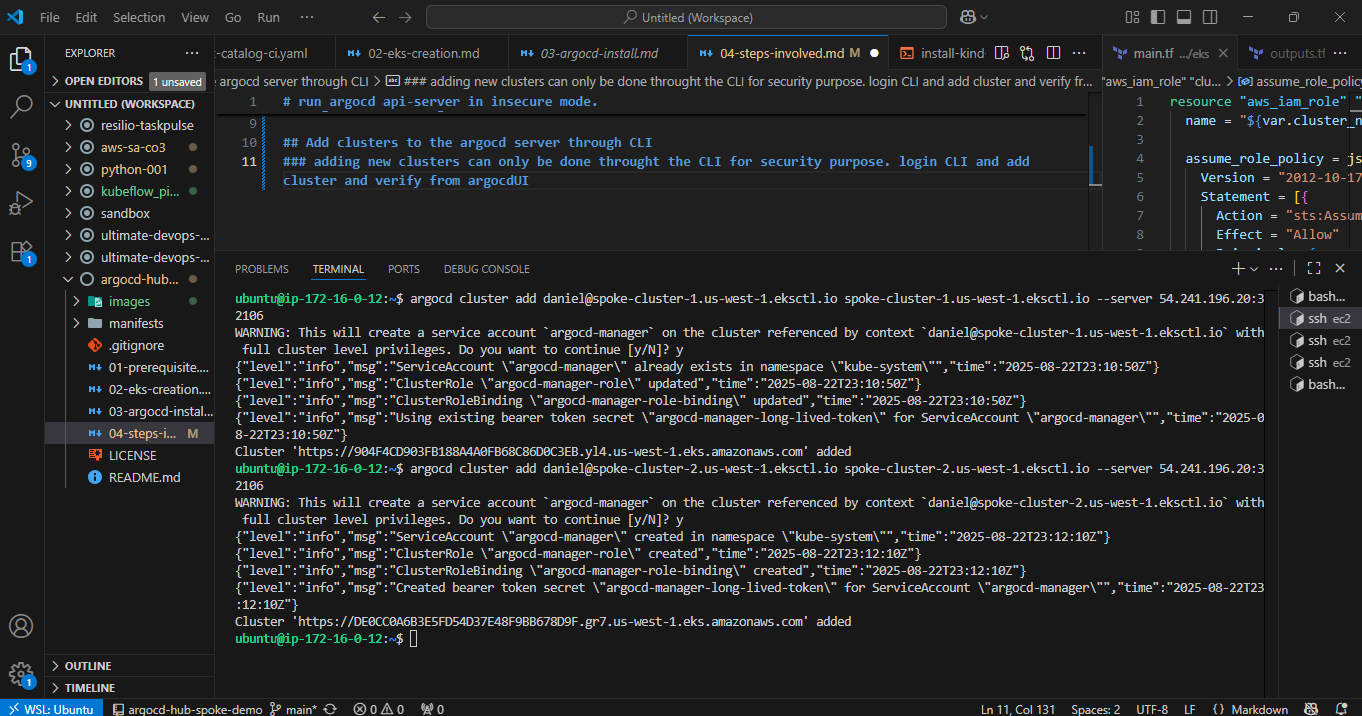 File Edit Selection View Go Run ··· Untitled (Workspace)
EXPLORER ···
OPEN EDITORS 1 unsaved
UNTITLED (WORKSPACE)
resilio-taskpulse
aws-sa-co3
python-001
kubeflow_pi...
sandbox
ultimate-devops-...
ultimate-devops-...
argocd-hub...
images
manifests
.gitignore
01-prerequisite....
02-eks-creation....
03-argocd-instal...
04-steps-i... M
LICENSE
README.md
OUTLINE
TIMELINE
t-catalog-ci.yaml 02-eks-creation.md 03-argocd-install.md 04-steps-involved.md M install-kind ···
e argocd server through CLI > ### adding new clusters can only be done throught the CLI for security purpose. login CLI and add cluster and verify fr...
1 # run argocd api-server in insecure mode.
9
10 ## Add clusters to the argocd server through CLI
11 ### adding new clusters can only be done throught the CLI for security purpose. login CLI and add
cluster and verify from argocdUI
main.tf .../eks outputs.tf ···
"aws_iam_role" "clu... > assume_role_policy
1 resource "aws_iam_role" "
2 name = "${var.cluster_n
3
4 assume_role_policy = js
5 Version = "2012-10-17
6 Statement = [{
7 Action = "sts:Assum
8 Effect = "Allow"
PROBLEMS TERMINAL PORTS DEBUG CONSOLE
ubuntu@ip-172-16-0-12:~$ argocd cluster add daniel@spoke-cluster-1.us-west-1.eksctl.io spoke-cluster-1.us-west-1.eksctl.io --server 54.241.196.20:3
2106
WARNING: This will create a service account `argocd-manager` on the cluster referenced by context `daniel@spoke-cluster-1.us-west-1.eksctl.io` with
full cluster level privileges. Do you want to continue [y/N]? y
{"level":"info","msg":"ServiceAccount \"argocd-manager\" already exists in namespace \"kube-system\"","time":"2025-08-22T23:10:50Z"}
{"level":"info","msg":"ClusterRole \"argocd-manager-role\" updated","time":"2025-08-22T23:10:50Z"}
{"level":"info","msg":"ClusterRoleBinding \"argocd-manager-role-binding\" updated","time":"2025-08-22T23:10:50Z"}
{"level":"info","msg":"Using existing bearer token secret \"argocd-manager-long-lived-token\" for ServiceAccount \"argocd-manager\"","time":"2025-0
8-22T23:10:50Z"}
Cluster 'https://904F4CD903FB188A4A0FB68C86D0C3EB.yl4.us-west-1.eks.amazonaws.com' added
ubuntu@ip-172-16-0-12:~$ argocd cluster add daniel@spoke-cluster-2.us-west-1.eksctl.io spoke-cluster-2.us-west-1.eksctl.io --server 54.241.196.20:3
2106
WARNING: This will create a service account `argocd-manager` on the cluster referenced by context `daniel@spoke-cluster-2.us-west-1.eksctl.io` with
full cluster level privileges. Do you want to continue [y/N]? y
{"level":"info","msg":"ServiceAccount \"argocd-manager\" created in namespace \"kube-system\"","time":"2025-08-22T23:12:10Z"}
{"level":"info","msg":"ClusterRole \"argocd-manager-role\" created","time":"2025-08-22T23:12:10Z"}
{"level":"info","msg":"ClusterRoleBinding \"argocd-manager-role-binding\" created","time":"2025-08-22T23:12:10Z"}
{"level":"info","msg":"Created bearer token secret \"argocd-manager-long-lived-token\" for ServiceAccount \"argocd-manager\"","time":"2025-08-22T23
:12:10Z"}
Cluster 'https://DE0CC0A6B3E5FD54D37E48F9BB678D9F.gr7.us-west-1.eks.amazonaws.com' added
ubuntu@ip-172-16-0-12:~$
bash...
ssh ec2
ssh ec2
ssh ec2
bash...
1
9
1
1
WSL: Ubuntu argocd-hub-spoke-demo main* 0 0 0 Ln 11, Col 131 Spaces: 2 UTF-8 LF {} Markdown